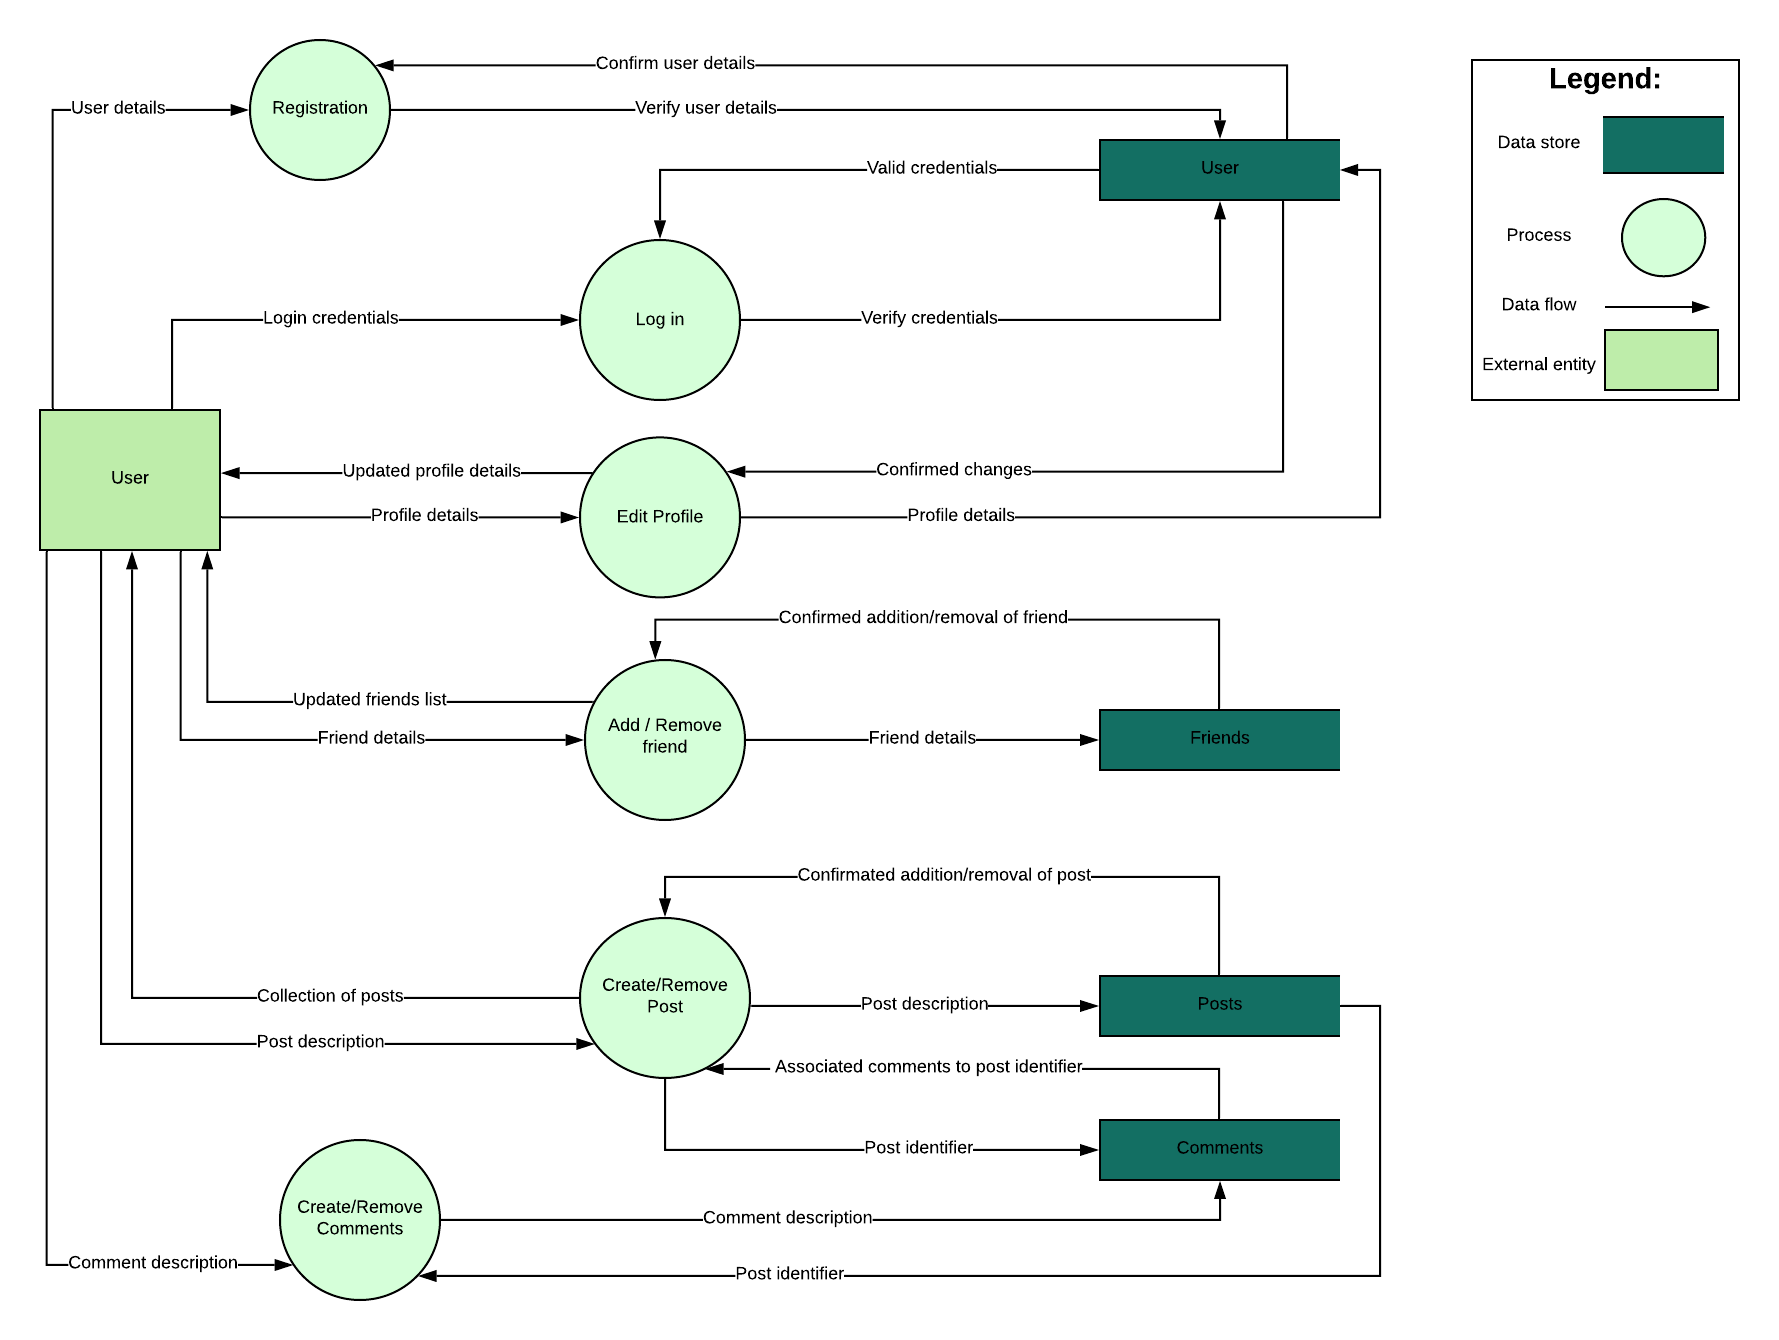 Confirm user details
User details
Registration
Verify user details
Valid credentials
User
Login credentials
Log in
Verify credentials
User
Updated profile details
Confirmed changes
Profile details
Edit Profile
Profile details
Confirmed addition/removal of friend
Updated friends list
Add / Remove
friend
Friend details
Friend details
Friends
Confirmated addition/removal of post
Collection of posts
Create/Remove
Post
Post description
Posts
Post description
Associated comments to post identifier
Post identifier
Comments
Create/Remove
Comments
Comment description
Comment description
Post identifier
Legend:
Data store
Process
Data flow
External entity